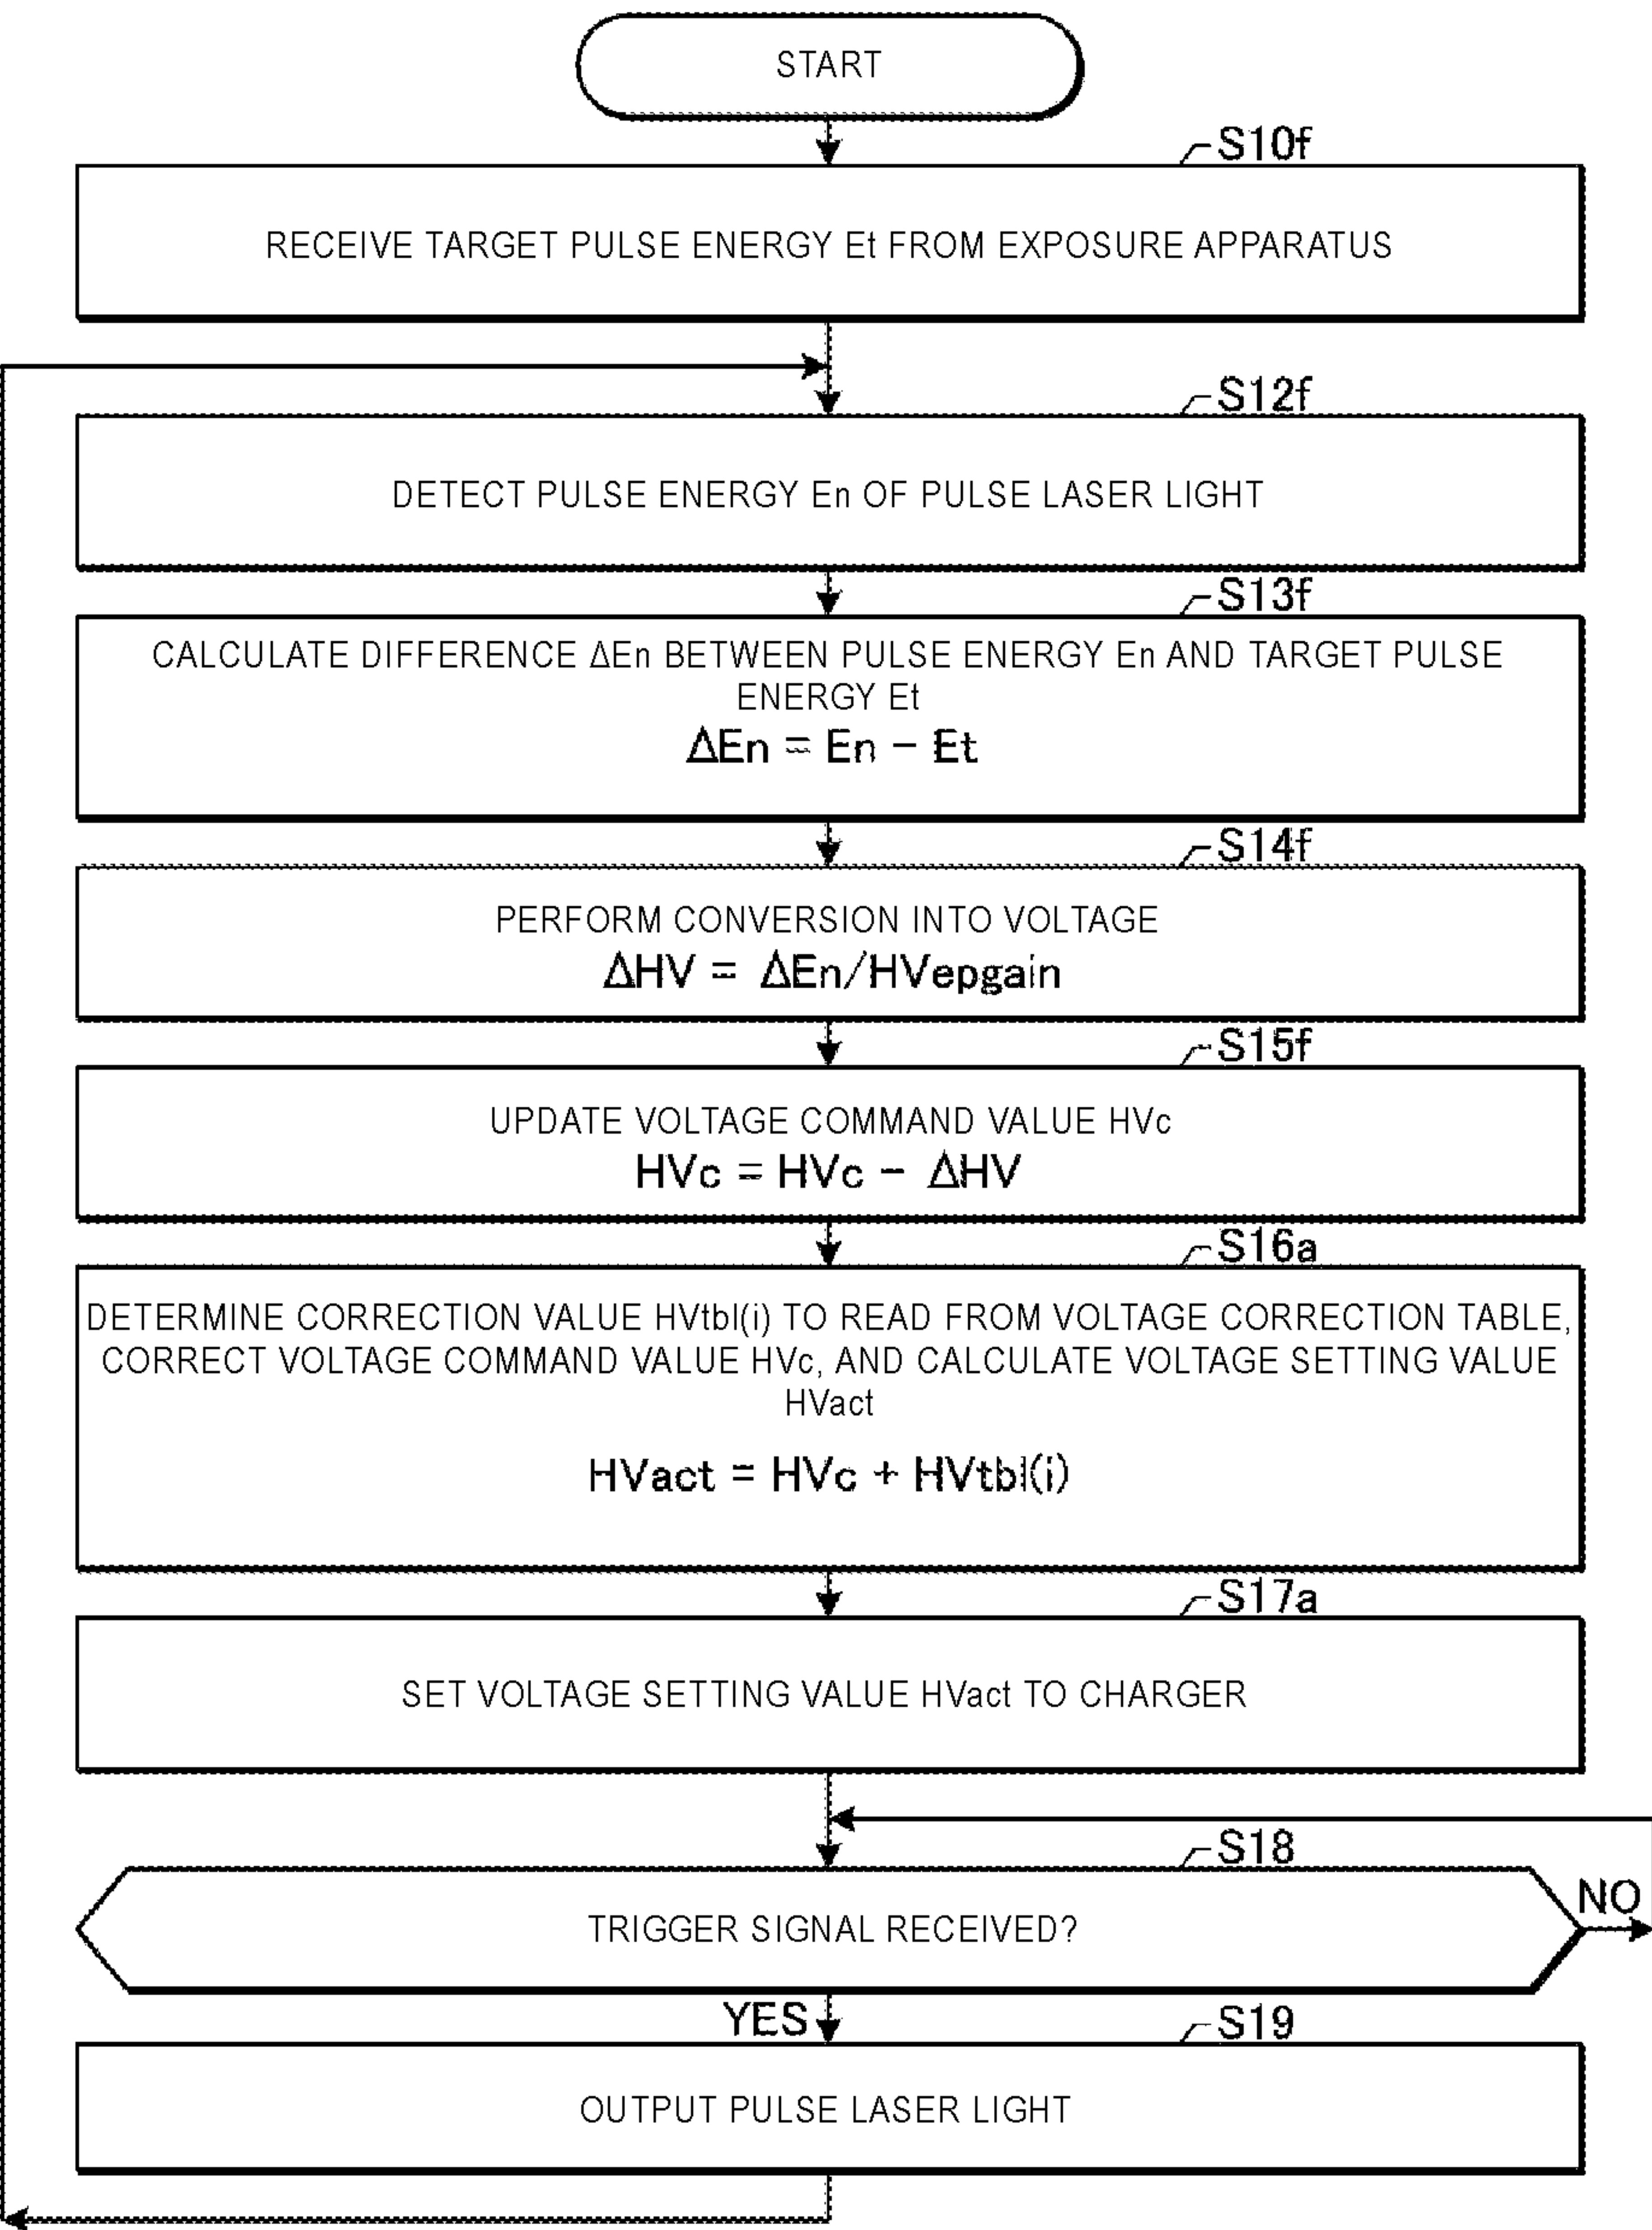 START
S10f
RECEIVE TARGET PULSE ENERGY Et FROM EXPOSURE APPARATUS
S12f
DETECT PULSE ENERGY En OF PULSE LASER LIGHT
S13f
CALCULATE DIFFERENCE ΔEn BETWEEN PULSE ENERGY En AND TARGET PULSE
ENERGY Et
ΔEn = En − Et
S14f
PERFORM CONVERSION INTO VOLTAGE
ΔHV = ΔEn/HVepgain
S15f
UPDATE VOLTAGE COMMAND VALUE HVc
HVc = HVc − ΔHV
S16a
DETERMINE CORRECTION VALUE HVtbl(i) TO READ FROM VOLTAGE CORRECTION TABLE,
CORRECT VOLTAGE COMMAND VALUE HVc, AND CALCULATE VOLTAGE SETTING VALUE
HVact
HVact = HVc + HVtbl(i)
S17a
SET VOLTAGE SETTING VALUE HVact TO CHARGER
S18
NO
TRIGGER SIGNAL RECEIVED?
YES
S19
OUTPUT PULSE LASER LIGHT